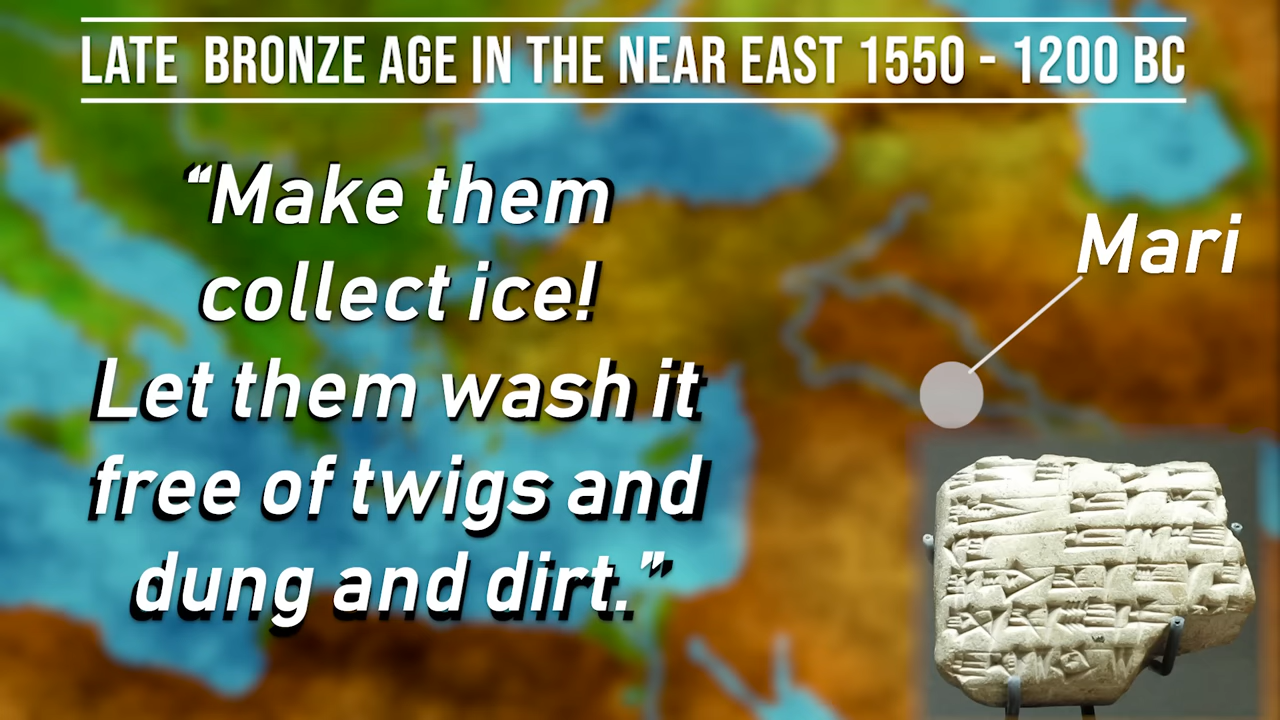 LATE BRONZE AGE IN THE NEAR EAST 1550 - 1200 BC
“Make them
collect ice!
Let them wash it
free of twigs and
dung and dirt.”
Mari